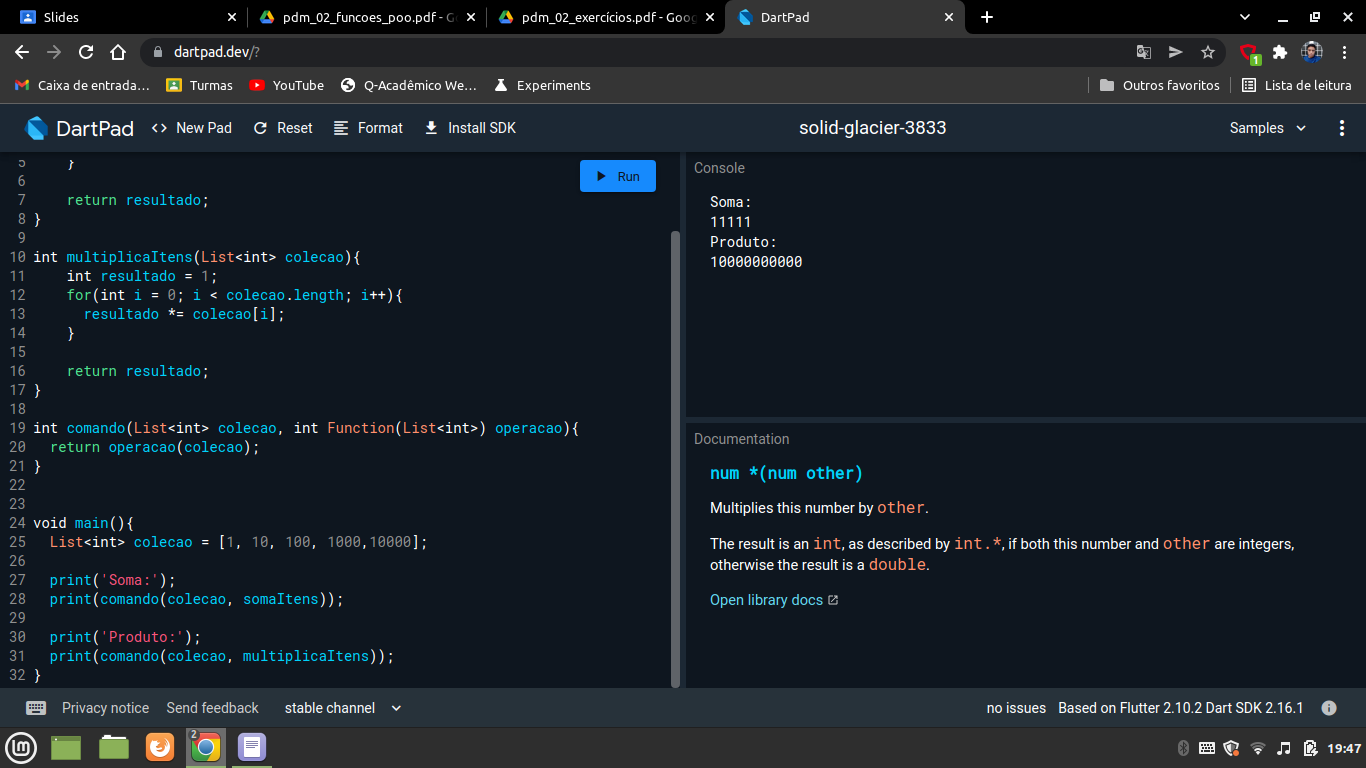 Slides
pdm_02_funcoes_poo.pdf - G
pdm_02_exercícios.pdf - Goog
DartPad
dartpad.dev/?
1
Caixa de entrada…
Turmas
YouTube
Q-Acadêmico We…
Experiments
Outros favoritos
Lista de leitura
DartPad
<> New Pad
Reset
Format
Install SDK
solid-glacier-3833
Samples
Run
5     }
6
7     return resultado;
8 }
9
10 int multiplicaItens(List<int> colecao){
11     int resultado = 1;
12     for(int i = 0; i < colecao.length; i++){
13       resultado *= colecao[i];
14     }
15
16     return resultado;
17 }
18
19 int comando(List<int> colecao, int Function(List<int>) operacao){
20   return operacao(colecao);
21 }
22
23
24 void main(){
25   List<int> colecao = [1, 10, 100, 1000,10000];
26
27   print('Soma:');
28   print(comando(colecao, somaItens));
29
30   print('Produto:');
31   print(comando(colecao, multiplicaItens));
32 }
Console
Soma:
11111
Produto:
10000000000
Documentation
num *(num other)
Multiplies this number by other.
The result is an int, as described by int.*, if both this number and other are integers,
otherwise the result is a double.
Open library docs
Privacy notice
Send feedback
stable channel
no issues
Based on Flutter 2.10.2 Dart SDK 2.16.1
2
19:47